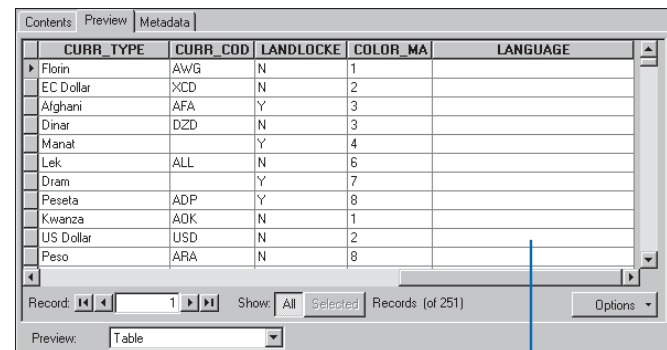 Contents Preview Metadata
CURR_TYPE CURR_COD LANDLOCKE COLOR_MA LANGUAGE
Florin AWG N 1
EC Dollar XCD N 2
Afghani AFA Y 3
Dinar DZD N 3
Manat Y 4
Lek ALL N 6
Dram Y 7
Peseta ADP Y 8
Kwanza AOK N 1
US Dollar USD N 2
Peso ARA N 8
Record: 1 Show: All Selected Records (of 251) Options
Preview: Table